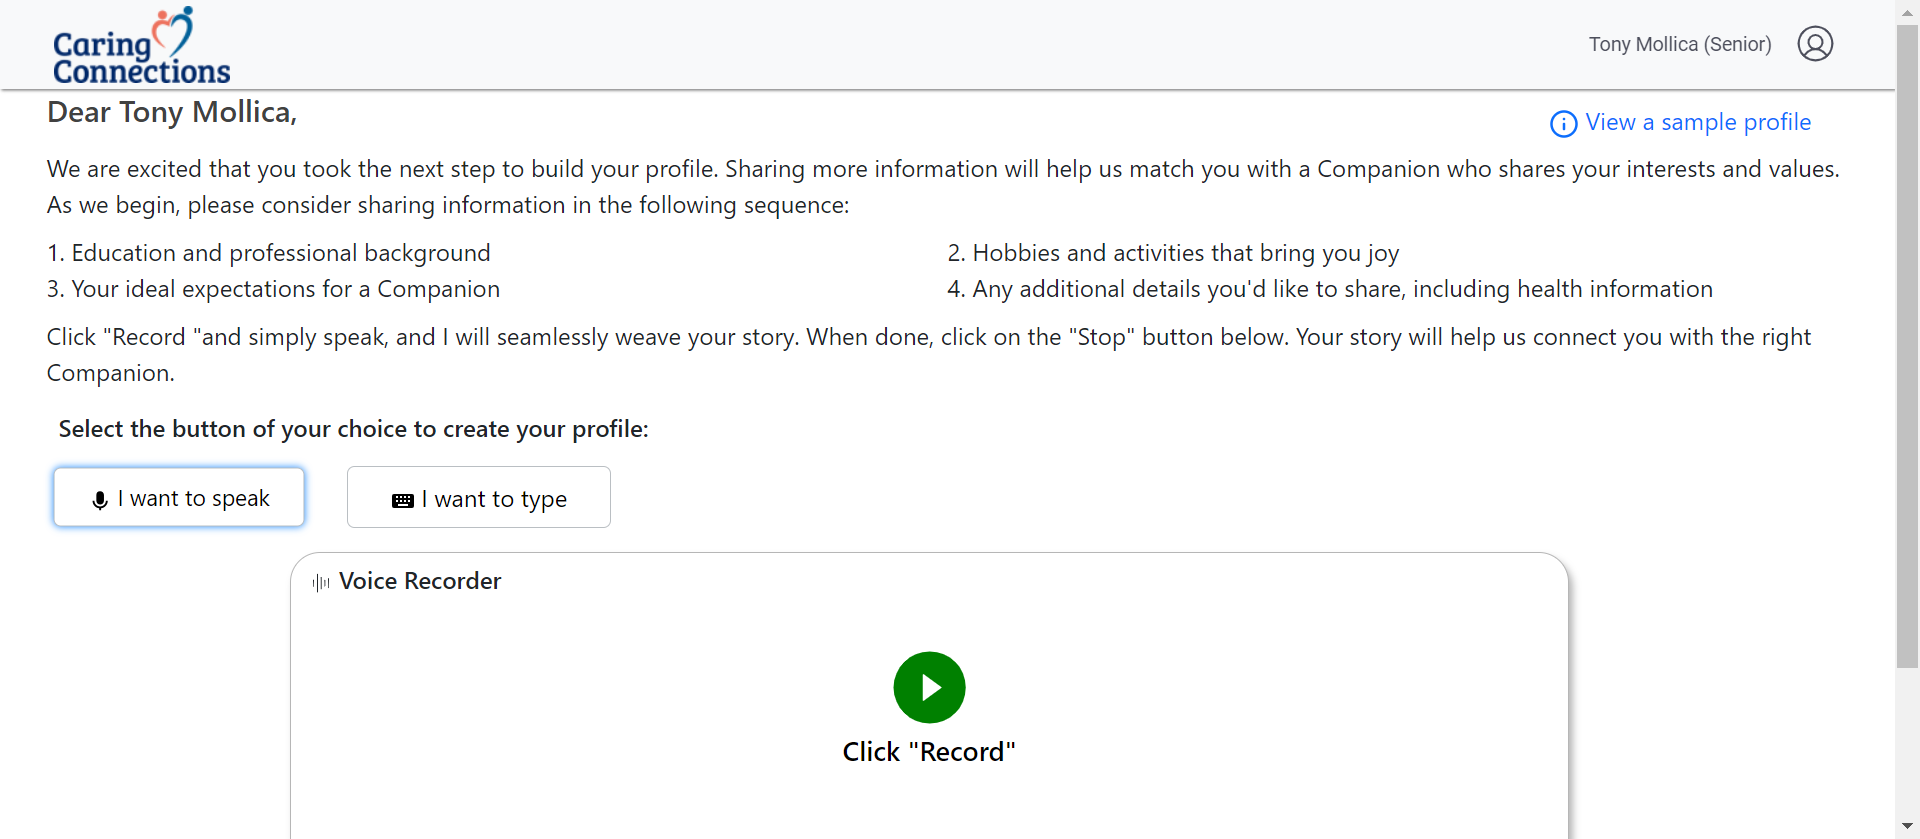 Caring
Connections
Tony Mollica (Senior)
Dear Tony Mollica,
View a sample profile
We are excited that you took the next step to build your profile. Sharing more information will help us match you with a Companion who shares your interests and values.
As we begin, please consider sharing information in the following sequence:
1. Education and professional background
2. Hobbies and activities that bring you joy
3. Your ideal expectations for a Companion
4. Any additional details you'd like to share, including health information
Click "Record "and simply speak, and I will seamlessly weave your story. When done, click on the "Stop" button below. Your story will help us connect you with the right
Companion.
Select the button of your choice to create your profile:
I want to speak
I want to type
Voice Recorder
Click "Record"